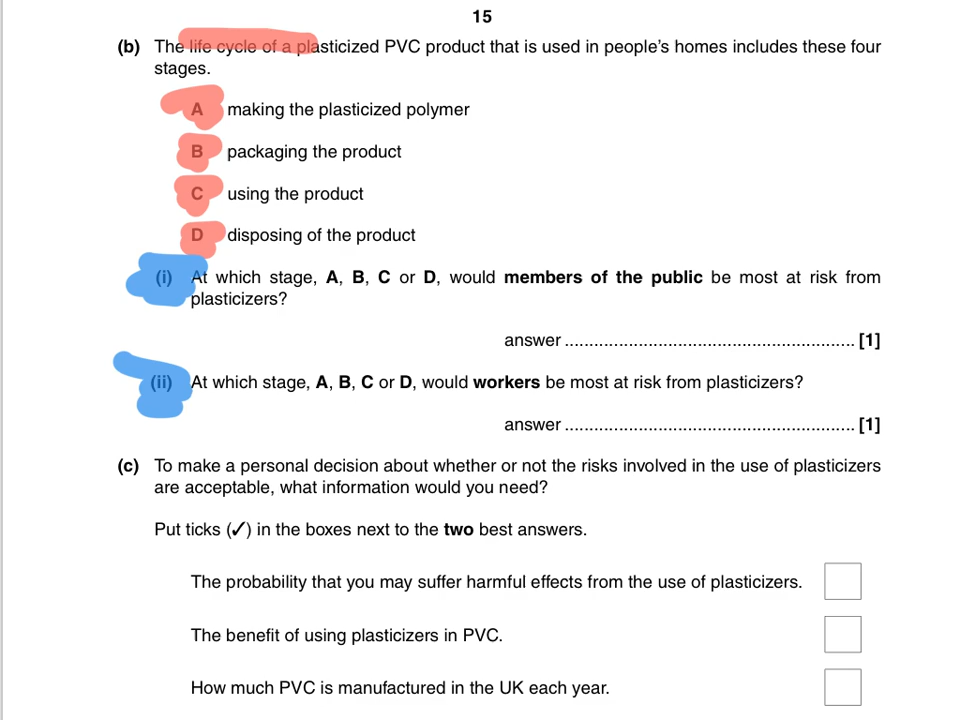 15
(b) The life cycle of a plasticized PVC product that is used in people's homes includes these four
stages.
A making the plasticized polymer
B packaging the product
C using the product
D disposing of the product
(i) At which stage, A, B, C or D, would members of the public be most at risk from
plasticizers?
answer ............................................................ [1]
(ii) At which stage, A, B, C or D, would workers be most at risk from plasticizers?
answer ............................................................ [1]
(c) To make a personal decision about whether or not the risks involved in the use of plasticizers
are acceptable, what information would you need?
Put ticks (✓) in the boxes next to the two best answers.
The probability that you may suffer harmful effects from the use of plasticizers.
The benefit of using plasticizers in PVC.
How much PVC is manufactured in the UK each year.